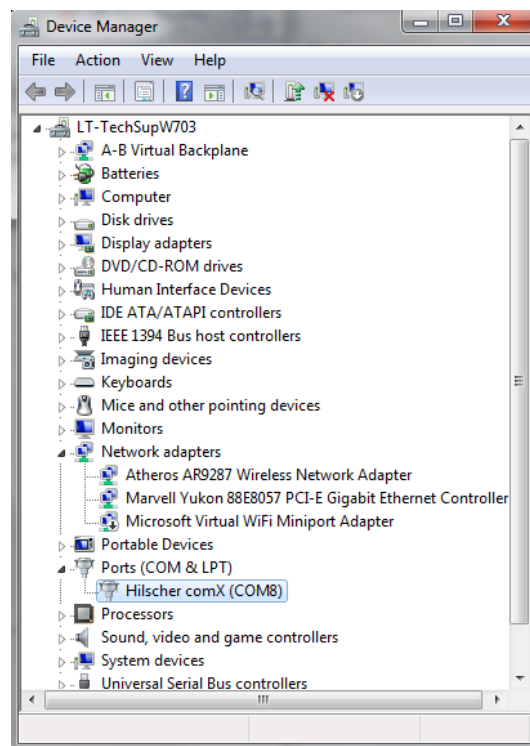 Device Manager
File Action View Help
LT-TechSupW703
A-B Virtual Backplane
Batteries
Computer
Disk drives
Display adapters
DVD/CD-ROM drives
Human Interface Devices
IDE ATA/ATAPI controllers
IEEE 1394 Bus host controllers
Imaging devices
Keyboards
Mice and other pointing devices
Monitors
Network adapters
Atheros AR9287 Wireless Network Adapter
Marvell Yukon 88E8057 PCI-E Gigabit Ethernet Controller
Microsoft Virtual WiFi Miniport Adapter
Portable Devices
Ports (COM & LPT)
Hilscher comX (COM8)
Processors
Sound, video and game controllers
System devices
Universal Serial Bus controllers